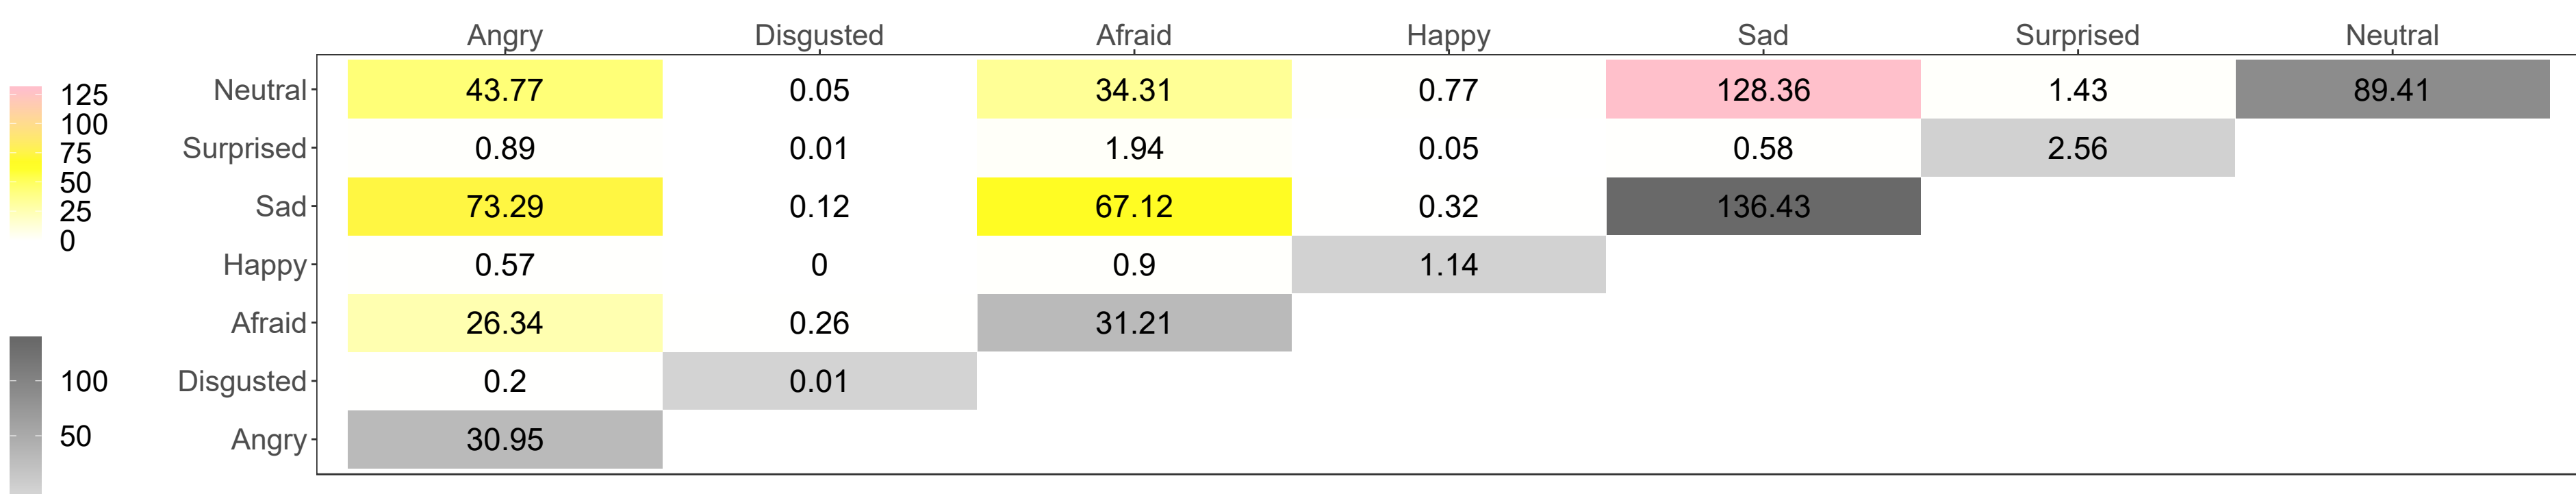 Angry Disgusted Afraid Happy Sad Surprised Neutral
125
100
75
50
25
0
100
50
Neutral 43.77 0.05 34.31 0.77 128.36 1.43 89.41
Surprised 0.89 0.01 1.94 0.05 0.58 2.56
Sad 73.29 0.12 67.12 0.32 136.43
Happy 0.57 0 0.9 1.14
Afraid 26.34 0.26 31.21
Disgusted 0.2 0.01
Angry 30.95